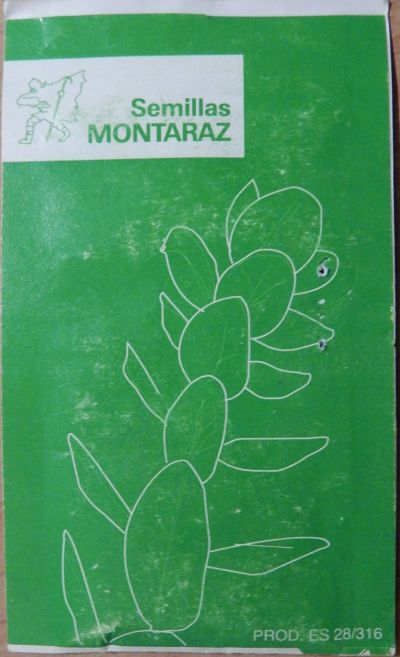 Semillas
MONTARAZ
PROD. ES 28/316